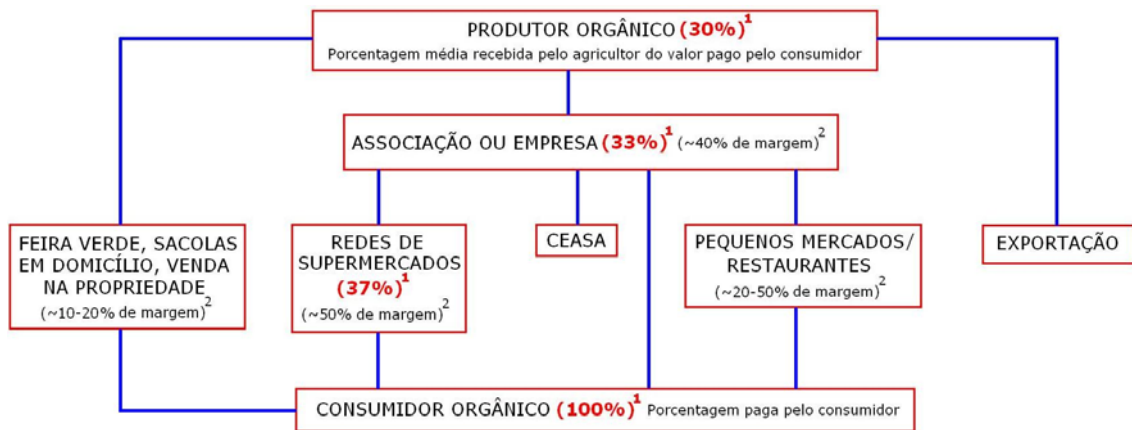 PRODUTOR ORGÂNICO (30%)¹
Porcentagem média recebida pelo agricultor do valor pago pelo consumidor
ASSOCIAÇÃO OU EMPRESA (33%)¹ (~40% de margem)²
FEIRA VERDE, SACOLAS
EM DOMICÍLIO, VENDA
NA PROPRIEDADE
(~10-20% de margem)²
REDES DE
SUPERMERCADOS
(37%)¹
(~50% de margem)²
CEASA
PEQUENOS MERCADOS/
RESTAURANTES
(~20-50% de margem)²
EXPORTAÇÃO
CONSUMIDOR ORGÂNICO (100%)¹ Porcentagem paga pelo consumidor